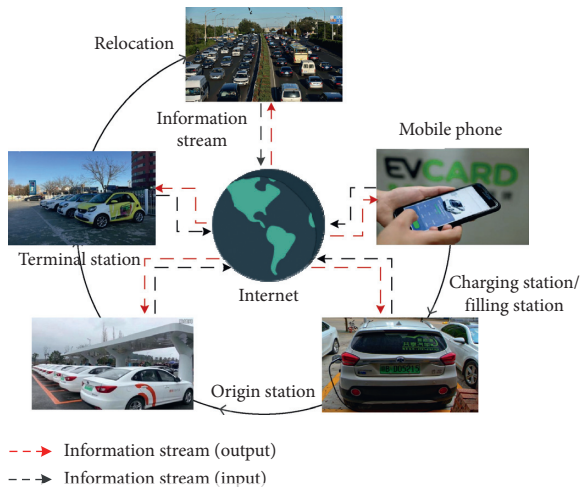 Relocation
Information
stream
Mobile phone
EVCARD
Terminal station
Internet
Charging station/
filling station
Origin station
Information stream (output)
Information stream (input)